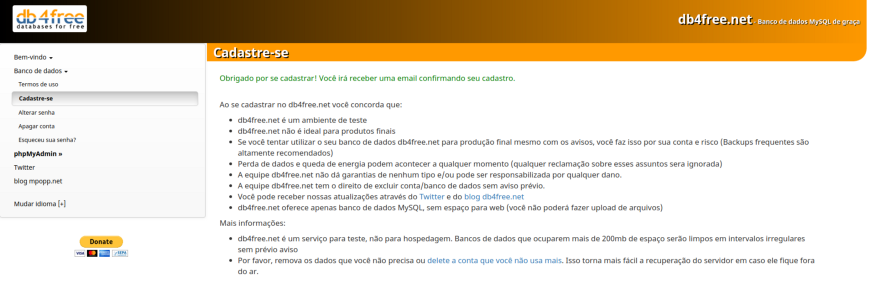 db4free
databases for free
db4free.net Banco de dados MySQL de graça
Bem-vindo
Banco de dados
Termos de uso
Cadastre-se
Alterar senha
Apagar conta
Esqueceu sua senha?
phpMyAdmin »
Twitter
blog mpopp.net
Mudar idioma [+]
Donate
VISA
Cadastre-se
Obrigado por se cadastrar! Você irá receber uma email confirmando seu cadastro.
Ao se cadastrar no db4free.net você concorda que:
db4free.net é um ambiente de teste
db4free.net não é ideal para produtos finais
Se você tentar utilizar o seu banco de dados db4free.net para produção final mesmo com os avisos, você faz isso por sua conta e risco (Backups frequentes são
altamente recomendados)
Perda de dados e queda de energia podem acontecer a qualquer momento (qualquer reclamação sobre esses assuntos sera ignorada)
A equipe db4free.net não dá garantias de nenhum tipo e/ou pode ser responsabilizada por qualquer dano.
A equipe db4free.net tem o direito de excluir conta/banco de dados sem aviso prévio.
Você pode receber nossas atualizações através do Twitter e do blog db4free.net
db4free.net oferece apenas banco de dados MySQL, sem espaço para web (você não poderá fazer upload de arquivos)
Mais informações:
db4free.net é um serviço para teste, não para hospedagem. Bancos de dados que ocuparem mais de 200mb de espaço serão limpos em intervalos irregulares
sem prévio aviso
Por favor, remova os dados que você não precisa ou delete a conta que você não usa mais. Isso torna mais fácil a recuperação do servidor em caso ele fique fora
do ar.